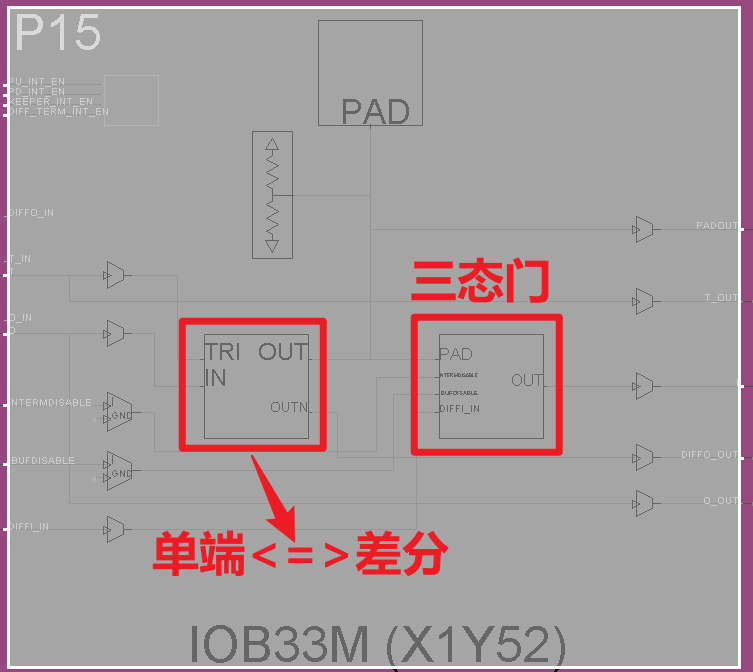 P15
PAD
PU_INT_EN
PD_INT_EN
KEEPER_INT_EN
DIFF_TERM_INT_EN
DIFFO_IN
PADOUT
T_IN
T
三态门
T_OUT
O_IN
O
TRI OUT
IN
OUTN
PAD
INTERMDISABLE
IBUFDISABLE
DIFFI_IN
OUT
INTERMDISABLE
GND
IBUFDISABLE
GND
DIFFO_OUT
O_OUT
DIFFI_IN
单端<=>差分
IOB33M (X1Y52)